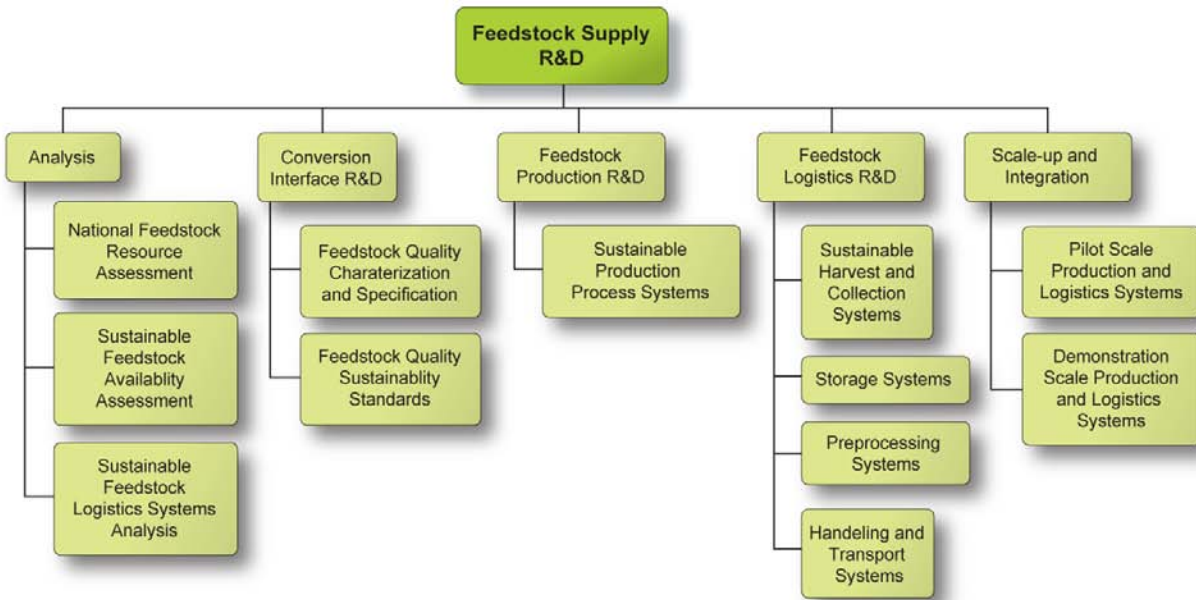 Feedstock Supply
R&D
Analysis
National Feedstock
Resource
Assessment
Sustainable
Feedstock
Availablity
Assessment
Sustainable
Feedstock
Logistics Systems
Analysis
Conversion
Interface R&D
Feedstock Quality
Charaterization
and Specification
Feedstock Quality
Sustainablity
Standards
Feedstock
Production R&D
Sustainable
Production
Process Systems
Feedstock
Logistics R&D
Sustainable
Harvest and
Collection
Systems
Storage Systems
Preprocessing
Systems
Handeling and
Transport
Systems
Scale-up and
Integration
Pilot Scale
Production and
Logistics Systems
Demonstration
Scale Production
and Logistics
Systems